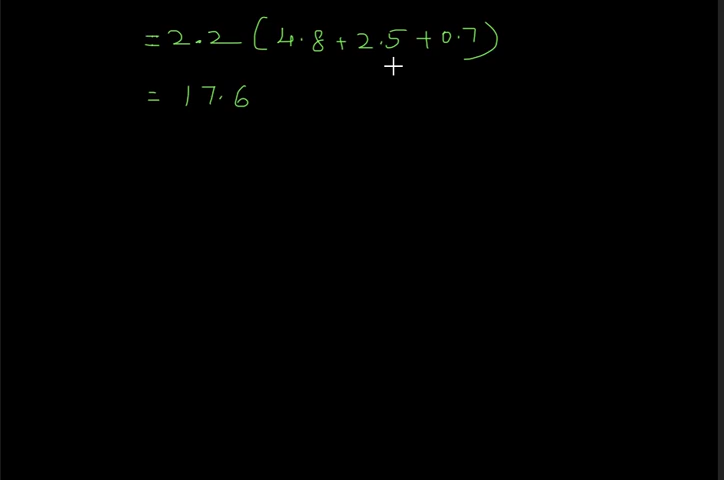 = 2.2 (4.8 + 2.5 + 0.7)
= 17.6